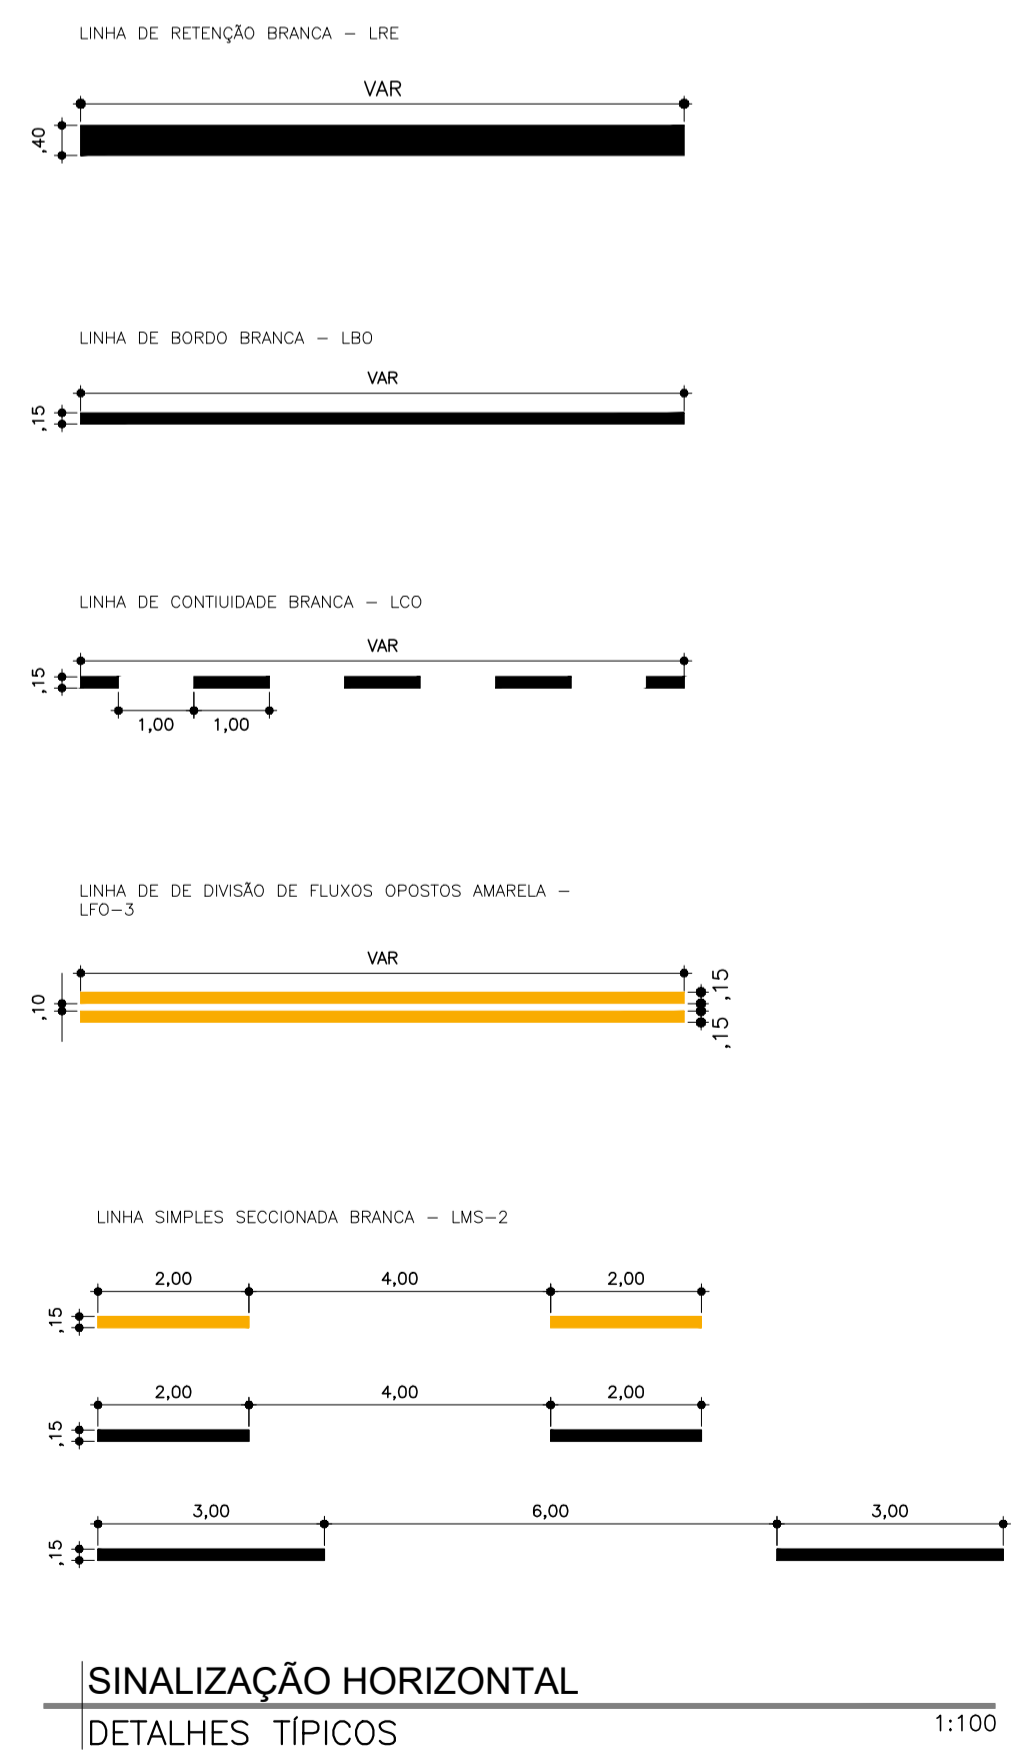 LINHA DE RETENÇÃO BRANCA – LRE
VAR
,40
LINHA DE BORDO BRANCA – LBO
VAR
,15
LINHA DE CONTIUIDADE BRANCA – LCO
VAR
,15
1,00 1,00
LINHA DE DE DIVISÃO DE FLUXOS OPOSTOS AMARELA –
LFO–3
VAR
,15
,10
,15
LINHA SIMPLES SECCIONADA BRANCA – LMS–2
2,00 4,00 2,00
,15
2,00 4,00 2,00
,15
3,00 6,00 3,00
,15
SINALIZAÇÃO HORIZONTAL
DETALHES TÍPICOS 1:100